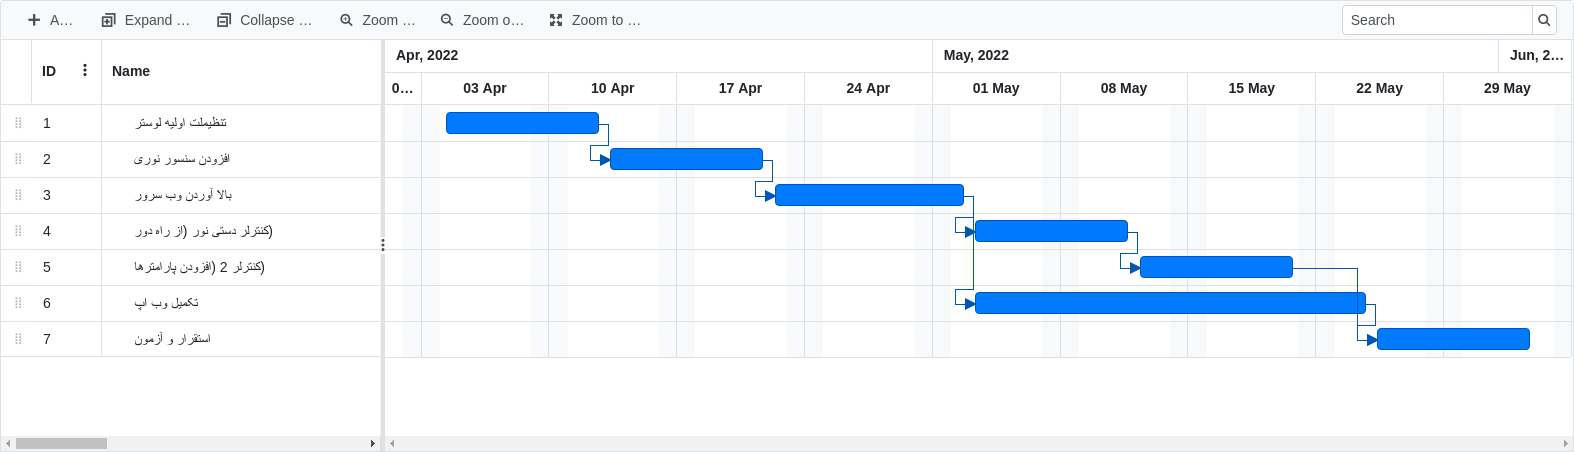 A... Expand ... Collapse ... Zoom ... Zoom o... Zoom to ... Search
Apr, 2022 May, 2022 Jun, 2...
ID Name
0... 03 Apr 10 Apr 17 Apr 24 Apr 01 May 08 May 15 May 22 May 29 May
1 تنظیملت اولیه لوستر
2 افزودن سنسور نوری
3 بالا آوردن وب سرور
4 کنترلر دستی نور (از راه دور)
5 کنترلر 2 (افزودن پارامترها)
6 تکمیل وب اپ
7 استقرار و آزمون